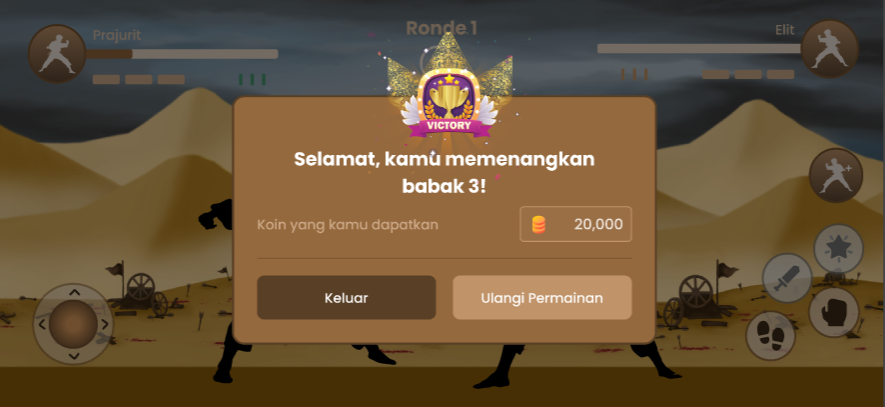 Prajurit
Ronde 1
Elit
VICTORY
Selamat, kamu memenangkan
babak 3!
Koin yang kamu dapatkan
20,000
Keluar
Ulangi Permainan